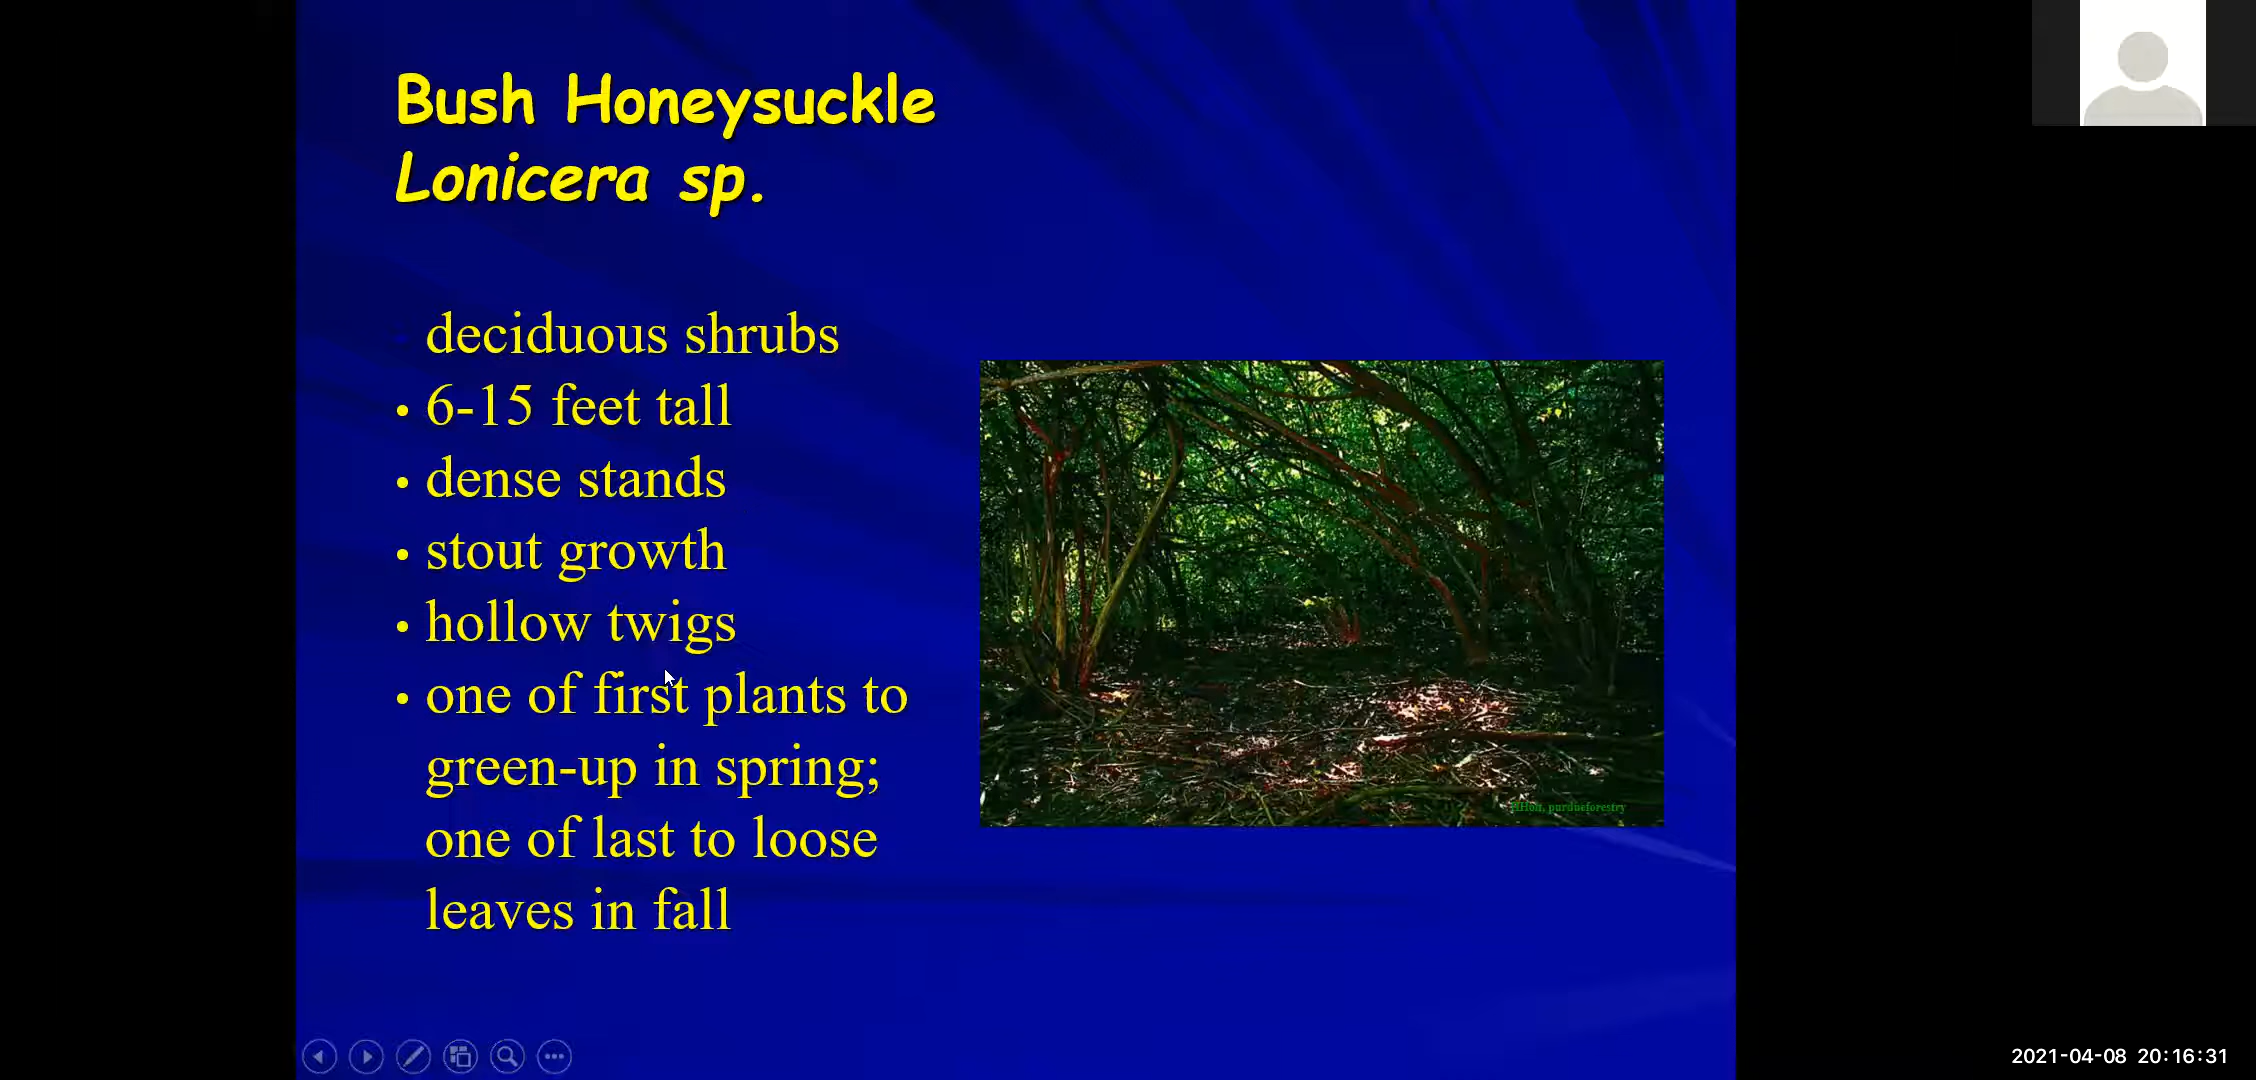 Bush Honeysuckle
Lonicera sp.
deciduous shrubs
• 6-15 feet tall
• dense stands
• stout growth
• hollow twigs
• one of first plants to
green-up in spring;
one of last to loose
leaves in fall
purdueforestry
2021-04-08 20:16:31